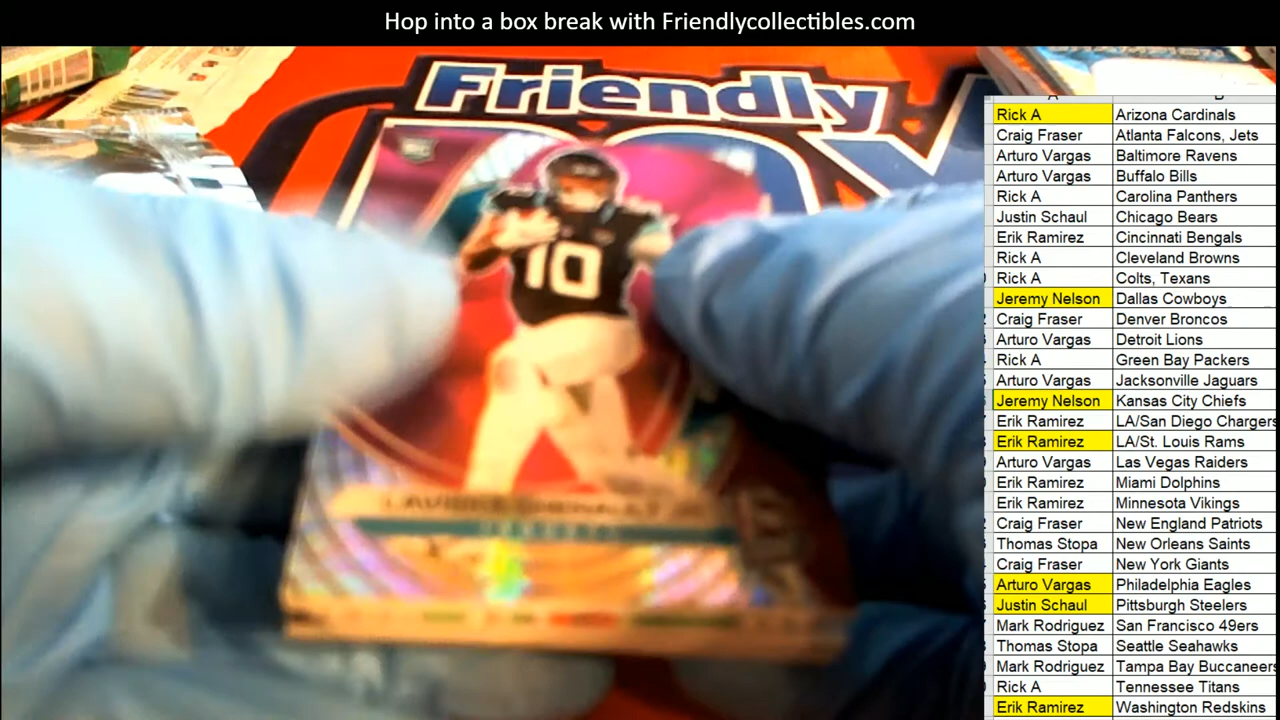 Hop into a box break with Friendlycollectibles.com
Friendly
RC
10
LAVISKA SHENAULT JR.
JAGUARS
A B
Rick A Arizona Cardinals
Craig Fraser Atlanta Falcons, Jets
Arturo Vargas Baltimore Ravens
Arturo Vargas Buffalo Bills
Rick A Carolina Panthers
Justin Schaul Chicago Bears
Erik Ramirez Cincinnati Bengals
Rick A Cleveland Browns
Rick A Colts, Texans
Jeremy Nelson Dallas Cowboys
Craig Fraser Denver Broncos
Arturo Vargas Detroit Lions
Rick A Green Bay Packers
Arturo Vargas Jacksonville Jaguars
Jeremy Nelson Kansas City Chiefs
Erik Ramirez LA/San Diego Chargers
Erik Ramirez LA/St. Louis Rams
Arturo Vargas Las Vegas Raiders
Erik Ramirez Miami Dolphins
Erik Ramirez Minnesota Vikings
Craig Fraser New England Patriots
Thomas Stopa New Orleans Saints
Craig Fraser New York Giants
Arturo Vargas Philadelphia Eagles
Justin Schaul Pittsburgh Steelers
Mark Rodriguez San Francisco 49ers
Thomas Stopa Seattle Seahawks
Mark Rodriguez Tampa Bay Buccaneers
Rick A Tennessee Titans
Erik Ramirez Washington Redskins